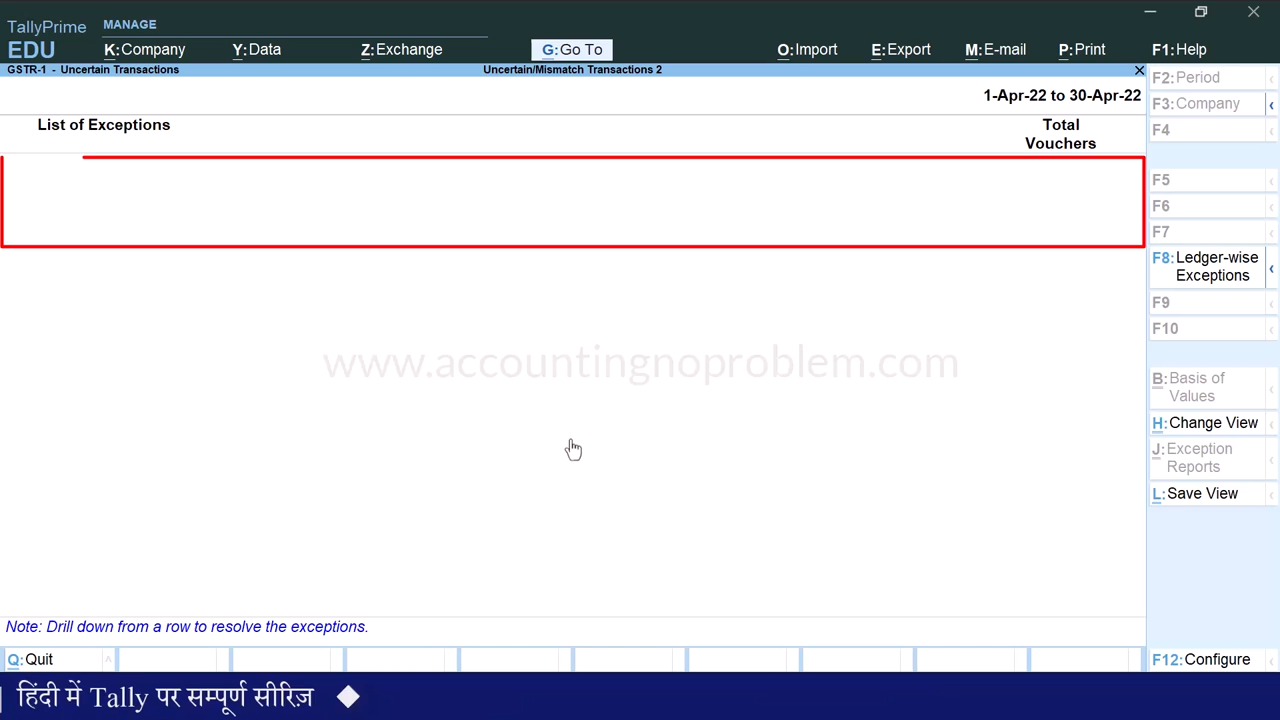 TallyPrime
MANAGE
EDU
K:Company
Y:Data
Z:Exchange
G:Go To
O:Import
E:Export
M:E-mail
P:Print
F1:Help
GSTR-1 - Uncertain Transactions
Uncertain/Mismatch Transactions 2
1-Apr-22 to 30-Apr-22
List of Exceptions
Total
Vouchers
F2:Period
F3:Company
F4
F5
F6
F7
F8:Ledger-wise
Exceptions
F9
F10
B:Basis of
Values
H:Change View
J:Exception
Reports
L:Save View
www.accountingnoproblem.com
Note: Drill down from a row to resolve the exceptions.
Q:Quit
F12:Configure
हिंदी में Tally पर सम्पूर्ण सीरिज़